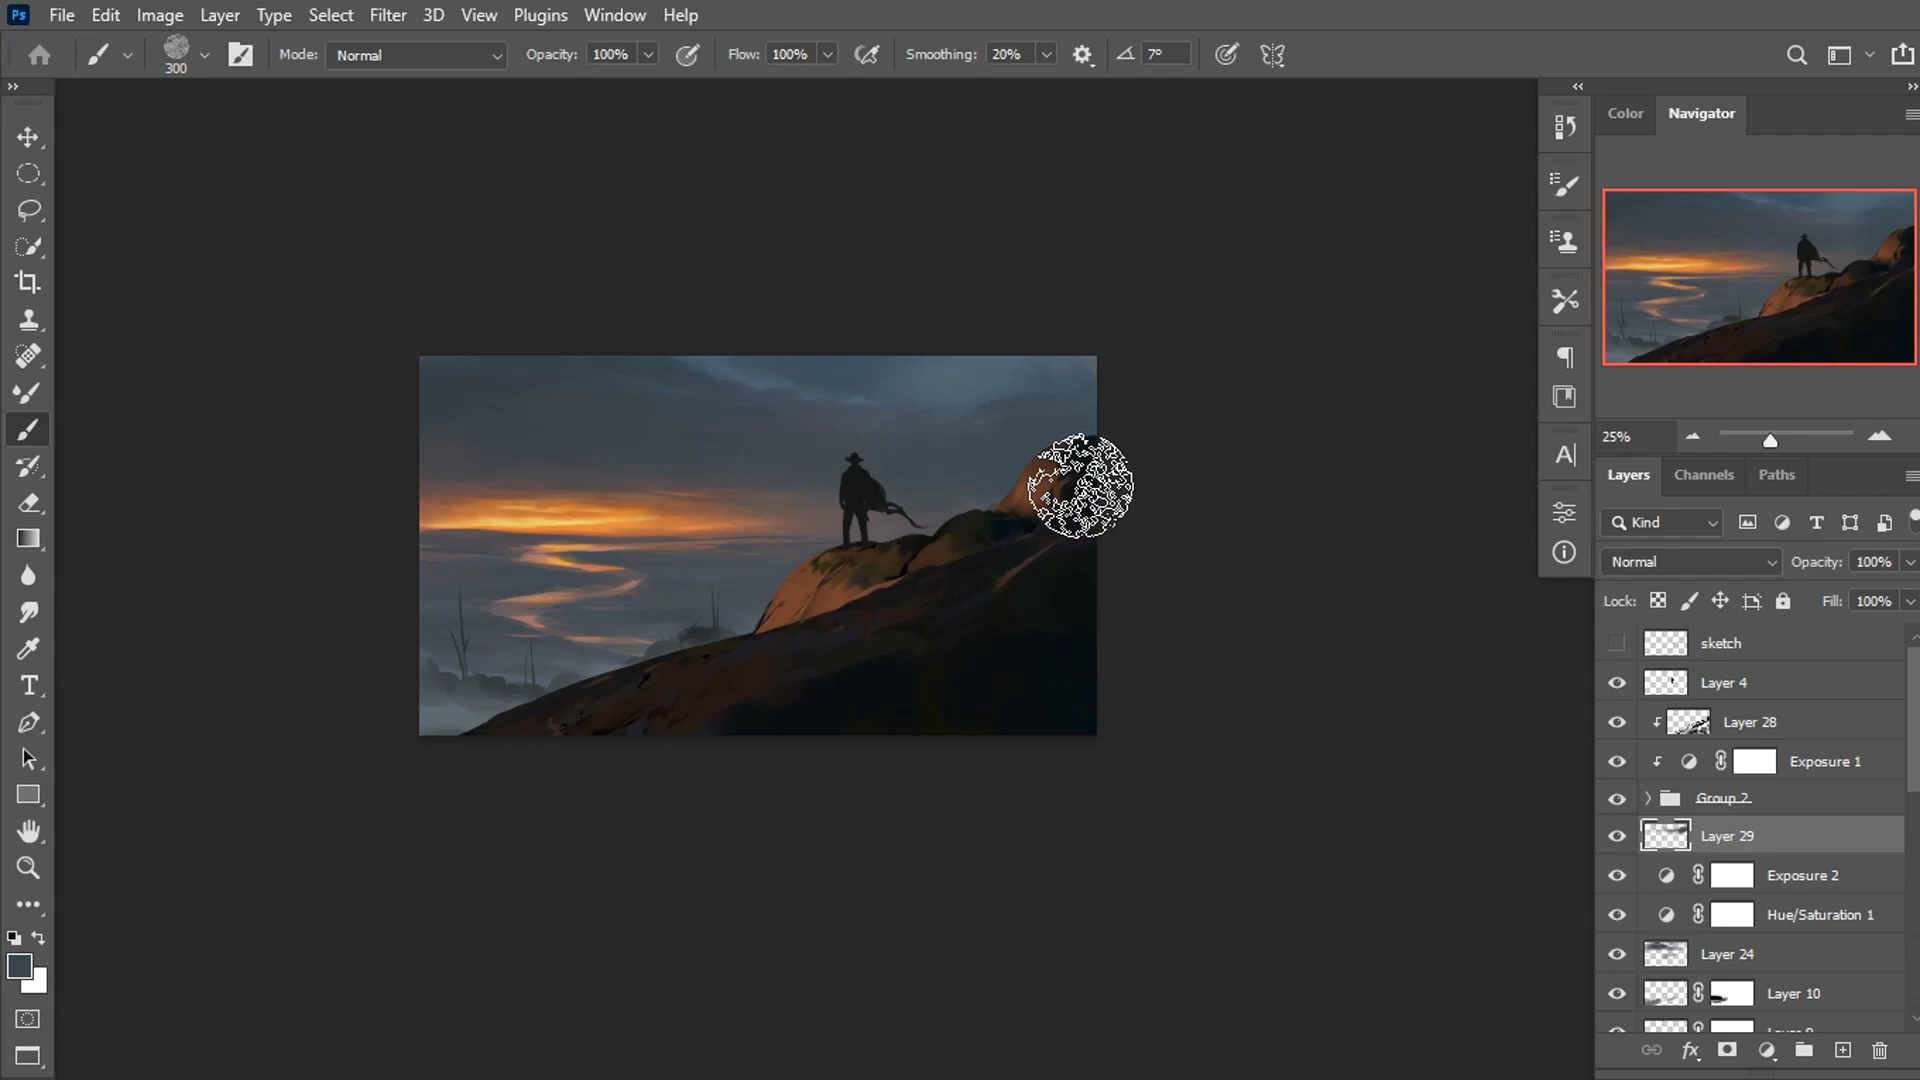 Ps File Edit Image Layer Type Select Filter 3D View Plugins Window Help
300 Mode: Normal Opacity: 100% Flow: 100% Smoothing: 20% 7°
Color Navigator
25%
Layers Channels Paths
Kind
Normal Opacity: 100%
Lock: Fill: 100%
sketch
Layer 4
Layer 28
Exposure 1
Group 2
Layer 29
Exposure 2
Hue/Saturation 1
Layer 24
Layer 10